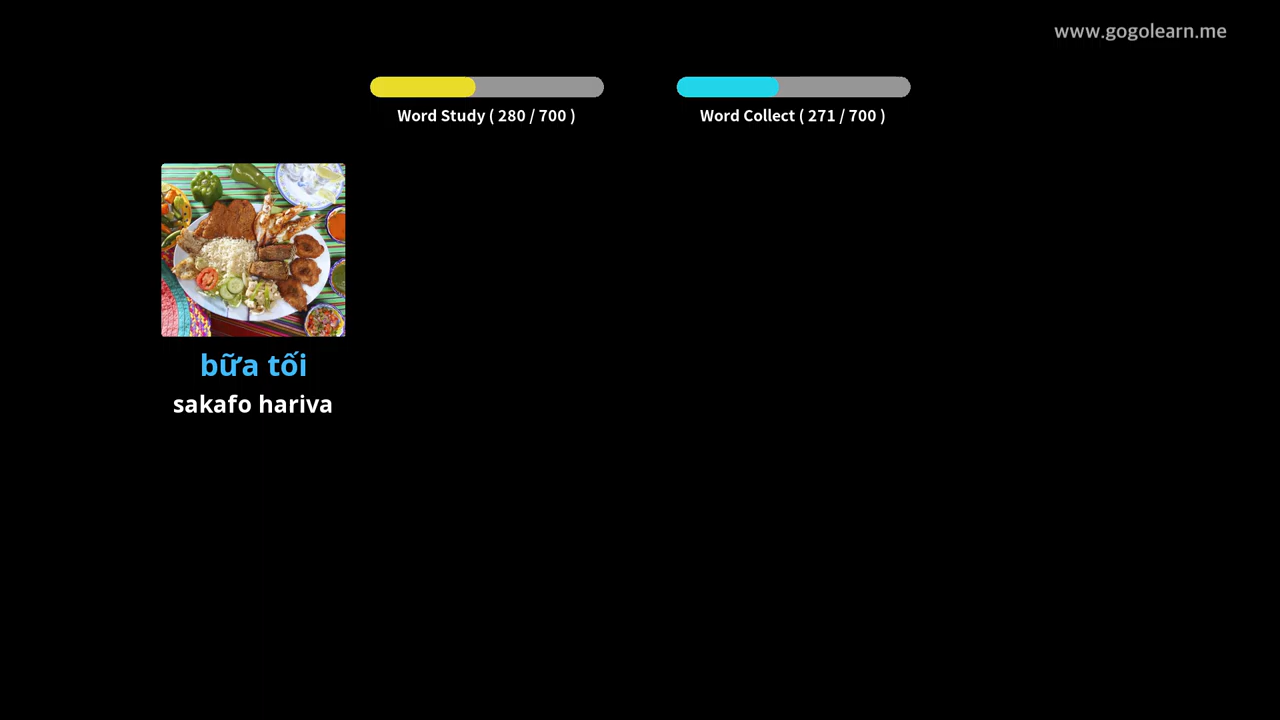 www.gogolearn.me
Word Study ( 280 / 700 )
Word Collect ( 271 / 700 )
bữa tối
sakafo hariva